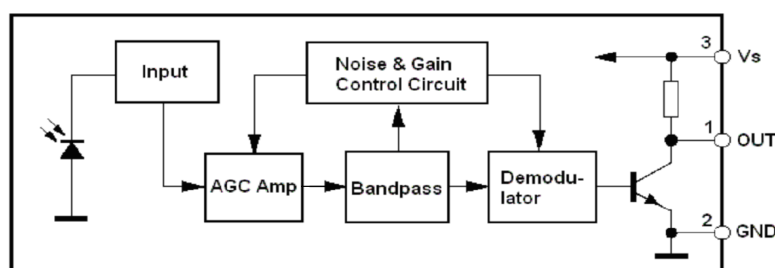 Input
Noise & Gain
Control Circuit
AGC Amp
Bandpass
Demodu-
lator
3 Vs
1 OUT
2 GND